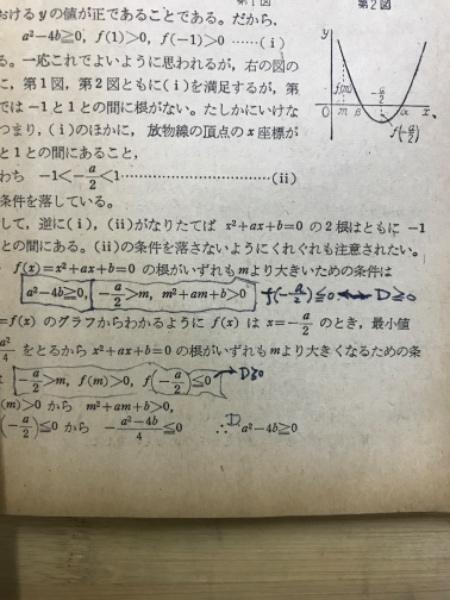 第1図 第2図
おける y の値が正であることである。だから,
a²−4b≧0, f(1)>0, f(−1)>0 ……(i)
る。一応これでよいように思われるが, 右の図の
に, 第1図, 第2図ともに(i)を満足するが, 第
では −1 と 1 との間に根がない。たしかにいけな
つまり, (i)のほかに, 放物線の頂点の x 座標が
と 1 との間にあること,
わち −1<−a/2<1 ……………………………(ii)
条件を落している。
y
f(m)
−a/2
O m β α x
f(−a/2)
して, 逆に(i), (ii)がなりたてば x²+ax+b=0 の 2 根はともに −1
との間にある。(ii)の条件を落さないようにくれぐれも注意されたい。
f(x)=x²+ax+b=0 の根がいずれも m より大きいための条件は
a²−4b≧0, −a/2>m, m²+am+b>0 f(−a/2)≦0 ⟷ D≧0
=f(x) のグラフからわかるように f(x) は x=−a/2 のとき, 最小値
a²/4 をとるから x²+ax+b=0 の根がいずれも m より大きくなるための条
−a/2>m, f(m)>0, f(−a/2)≦0 → D≧0
(m)>0 から m²+am+b>0,
(−a/2)≦0 から −(a²−4b)/4≦0 ∴ D a²−4b≧0